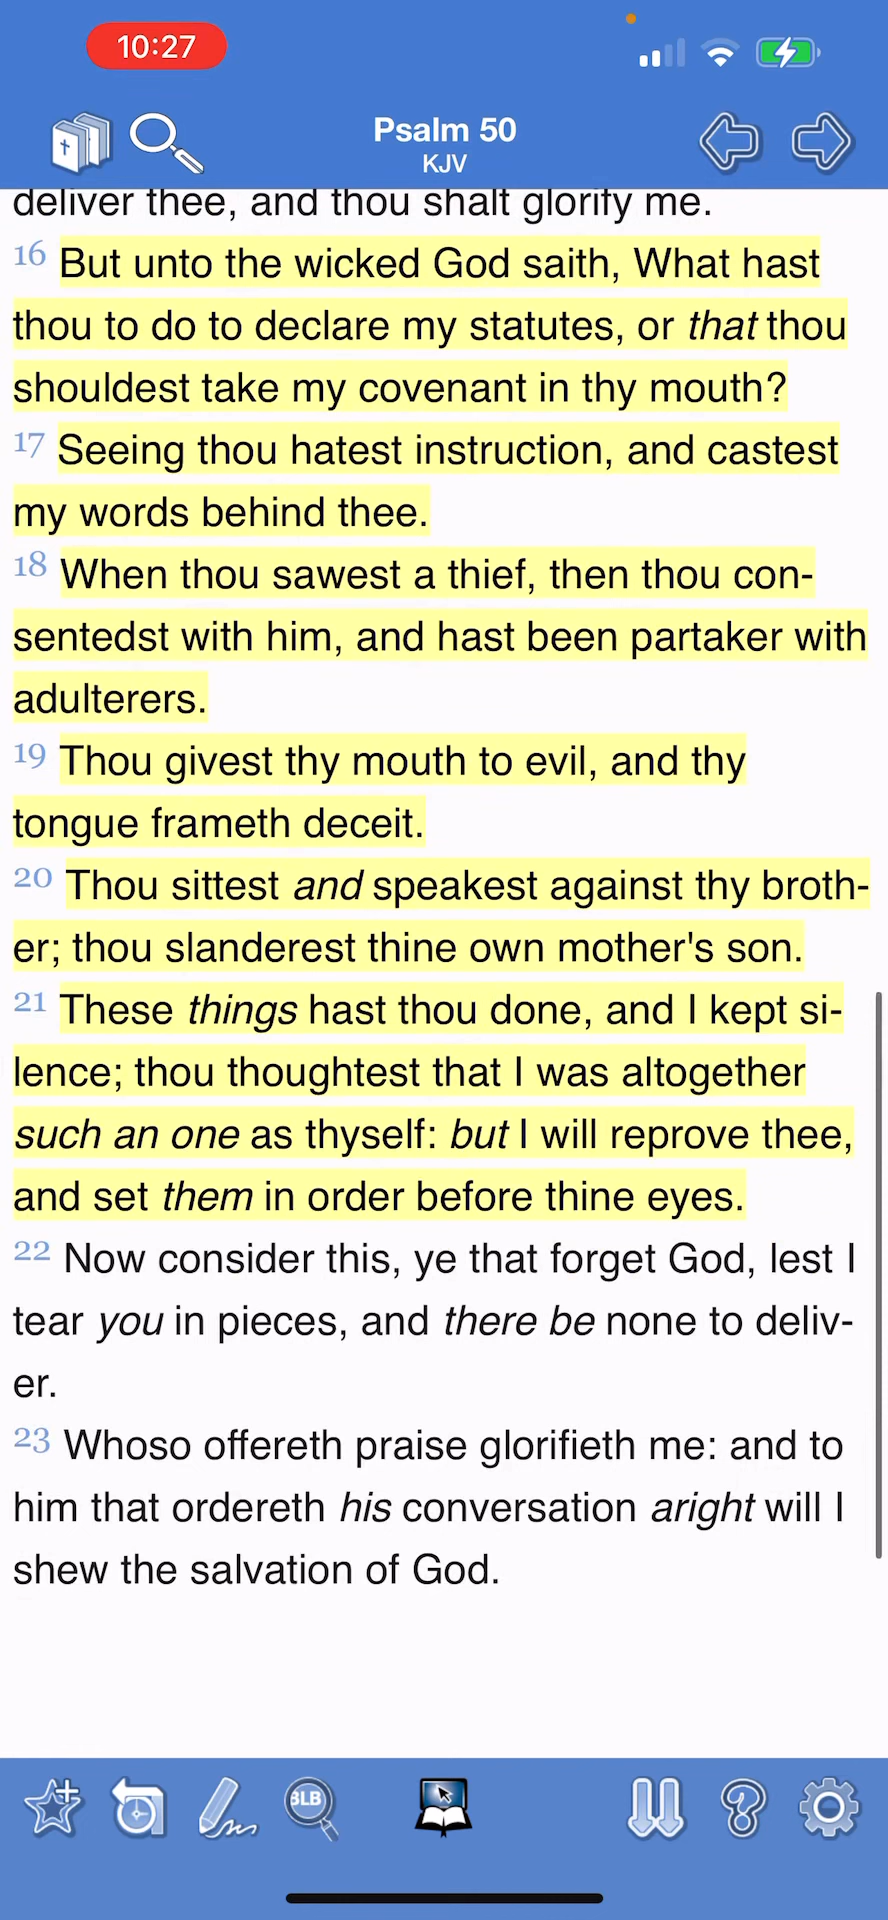 10:27
Psalm 50
KJV
deliver thee, and thou shalt glorify me.
16 But unto the wicked God saith, What hast
thou to do to declare my statutes, or that thou
shouldest take my covenant in thy mouth?
17 Seeing thou hatest instruction, and castest
my words behind thee.
18 When thou sawest a thief, then thou con-
sentedst with him, and hast been partaker with
adulterers.
19 Thou givest thy mouth to evil, and thy
tongue frameth deceit.
20 Thou sittest and speakest against thy broth-
er; thou slanderest thine own mother's son.
21 These things hast thou done, and I kept si-
lence; thou thoughtest that I was altogether
such an one as thyself: but I will reprove thee,
and set them in order before thine eyes.
22 Now consider this, ye that forget God, lest I
tear you in pieces, and there be none to deliv-
er.
23 Whoso offereth praise glorifieth me: and to
him that ordereth his conversation aright will I
shew the salvation of God.
BLB